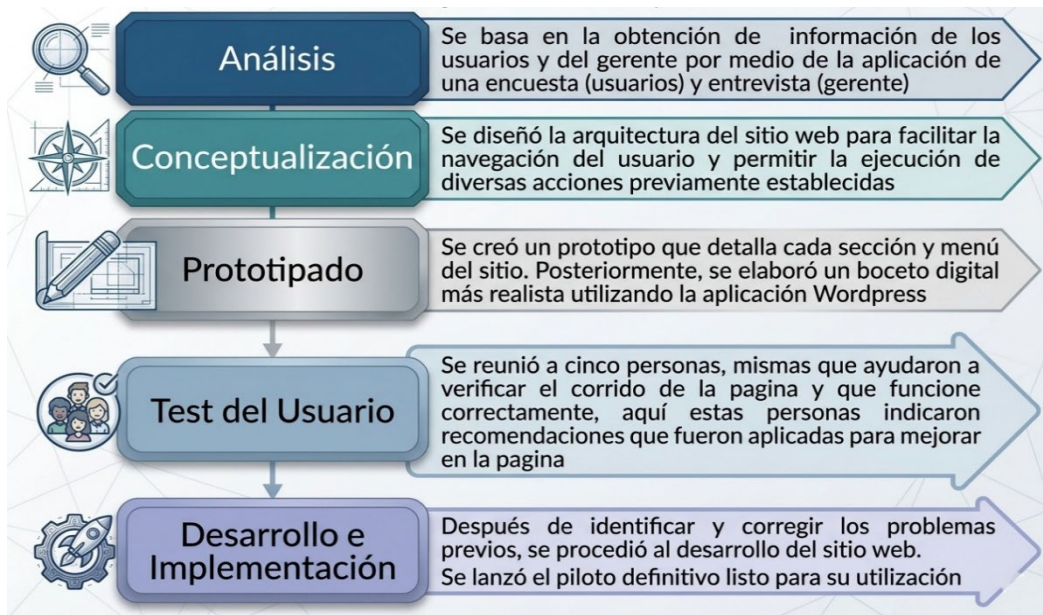 Análisis
Se basa en la obtención de información de los
usuarios y del gerente por medio de la aplicación de
una encuesta (usuarios) y entrevista (gerente)
Conceptualización
Se diseñó la arquitectura del sitio web para facilitar la
navegación del usuario y permitir la ejecución de
diversas acciones previamente establecidas
Prototipado
Se creó un prototipo que detalla cada sección y menú
del sitio. Posteriormente, se elaboró un boceto digital
más realista utilizando la aplicación Wordpress
Test del Usuario
Se reunió a cinco personas, mismas que ayudaron a
verificar el corrido de la pagina y que funcione
correctamente, aquí estas personas indicaron
recomendaciones que fueron aplicadas para mejorar
en la pagina
Desarrollo e
Implementación
Después de identificar y corregir los problemas
previos, se procedió al desarrollo del sitio web.
Se lanzó el piloto definitivo listo para su utilización